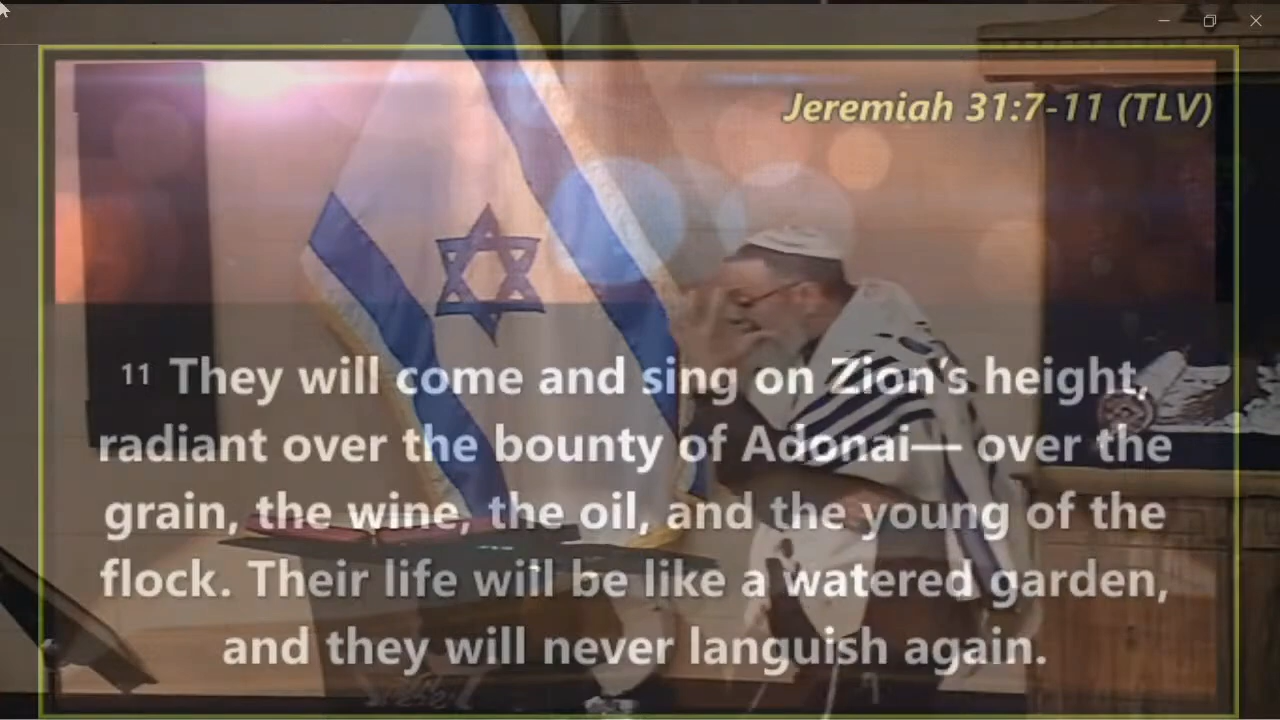 Jeremiah 31:7-11 (TLV)
11 They will come and sing on Zion's height,
radiant over the bounty of Adonai— over the
grain, the wine, the oil, and the young of the
flock. Their life will be like a watered garden,
and they will never languish again.